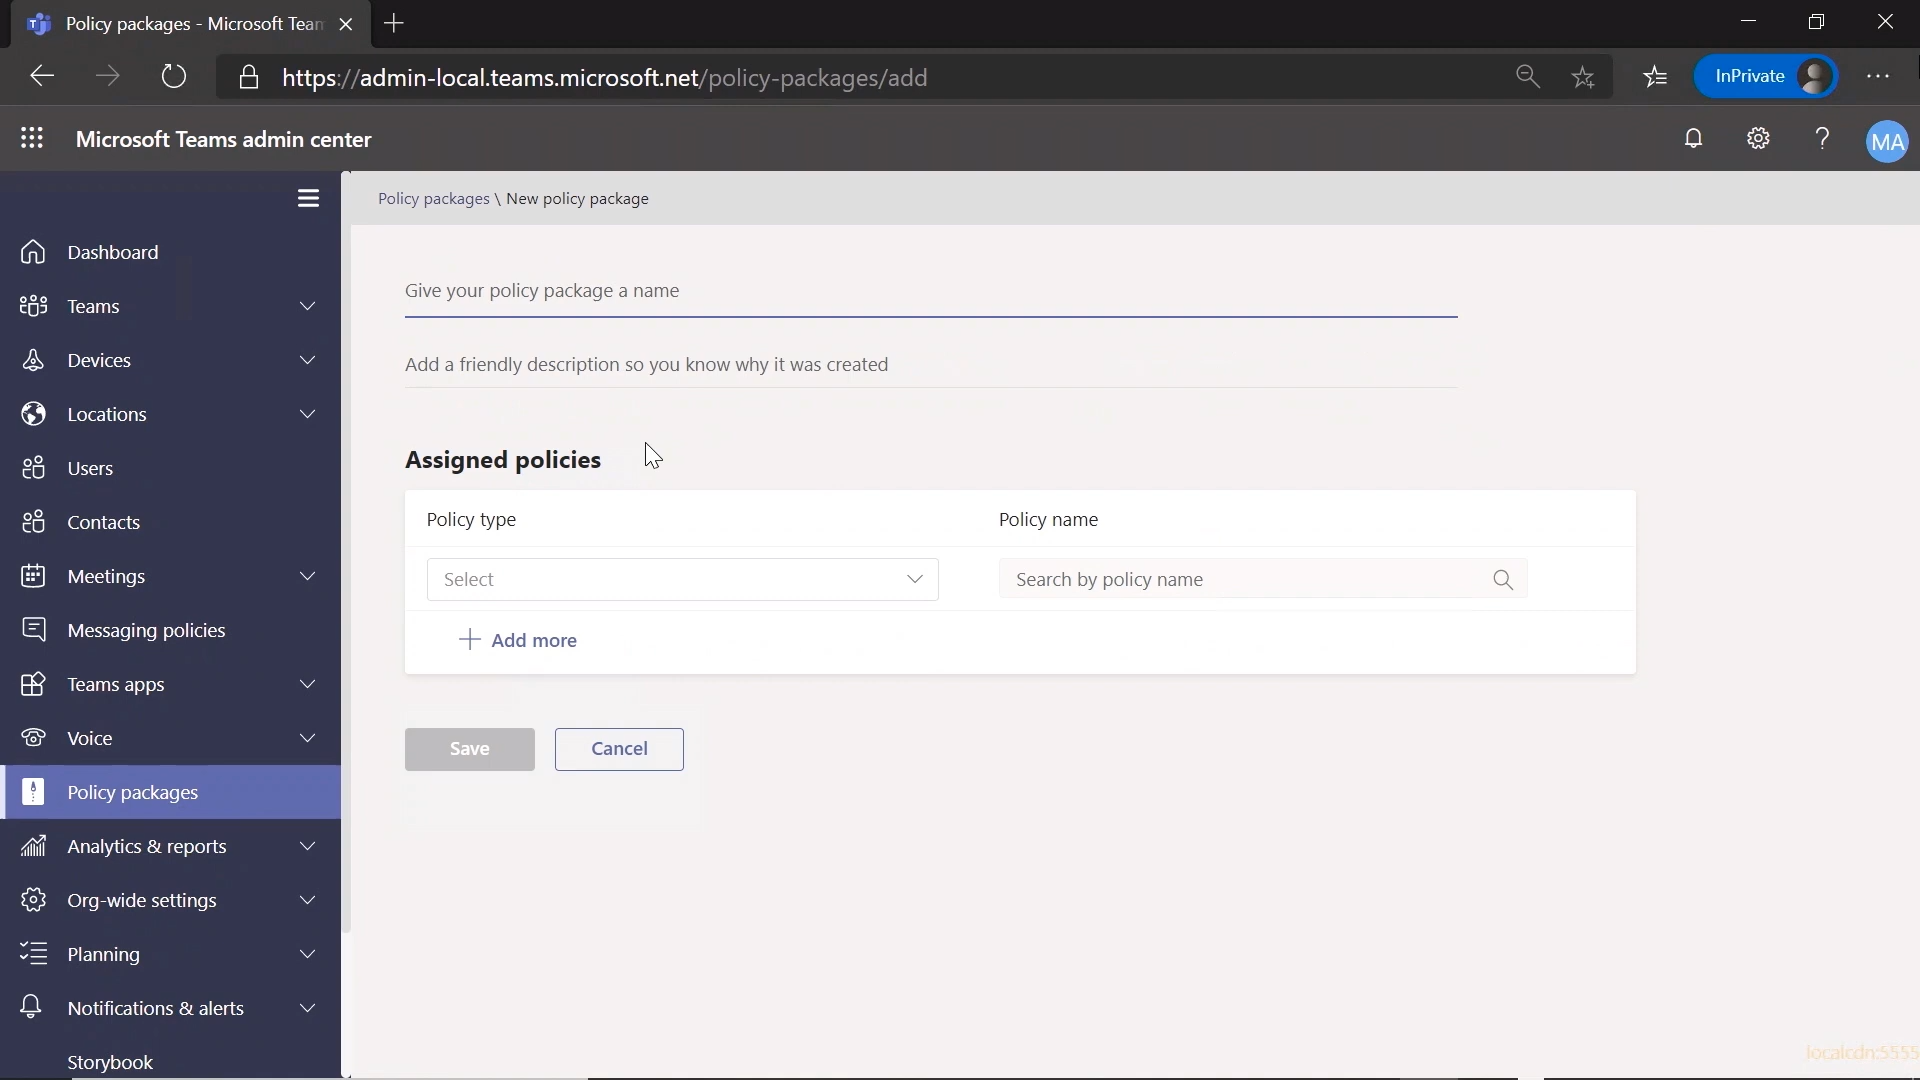 Policy packages - Microsoft Team
https://admin-local.teams.microsoft.net/policy-packages/add
InPrivate
Microsoft Teams admin center
MA
Policy packages \ New policy package
Dashboard
Teams
Devices
Locations
Users
Contacts
Meetings
Messaging policies
Teams apps
Voice
Policy packages
Analytics & reports
Org-wide settings
Planning
Notifications & alerts
Storybook
Give your policy package a name
Add a friendly description so you know why it was created
Assigned policies
Policy type
Policy name
Select
Search by policy name
Add more
Save
Cancel
localcdn:5555